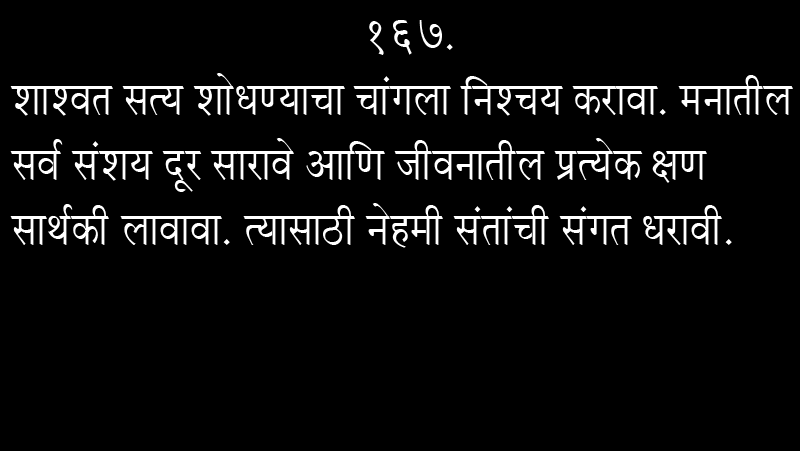 १६७.
शाश्वत सत्य शोधण्याचा चांगला निश्चय करावा. मनातील
सर्व संशय दूर सारावे आणि जीवनातील प्रत्येक क्षण
सार्थकी लावावा. त्यासाठी नेहमी संतांची संगत धरावी.